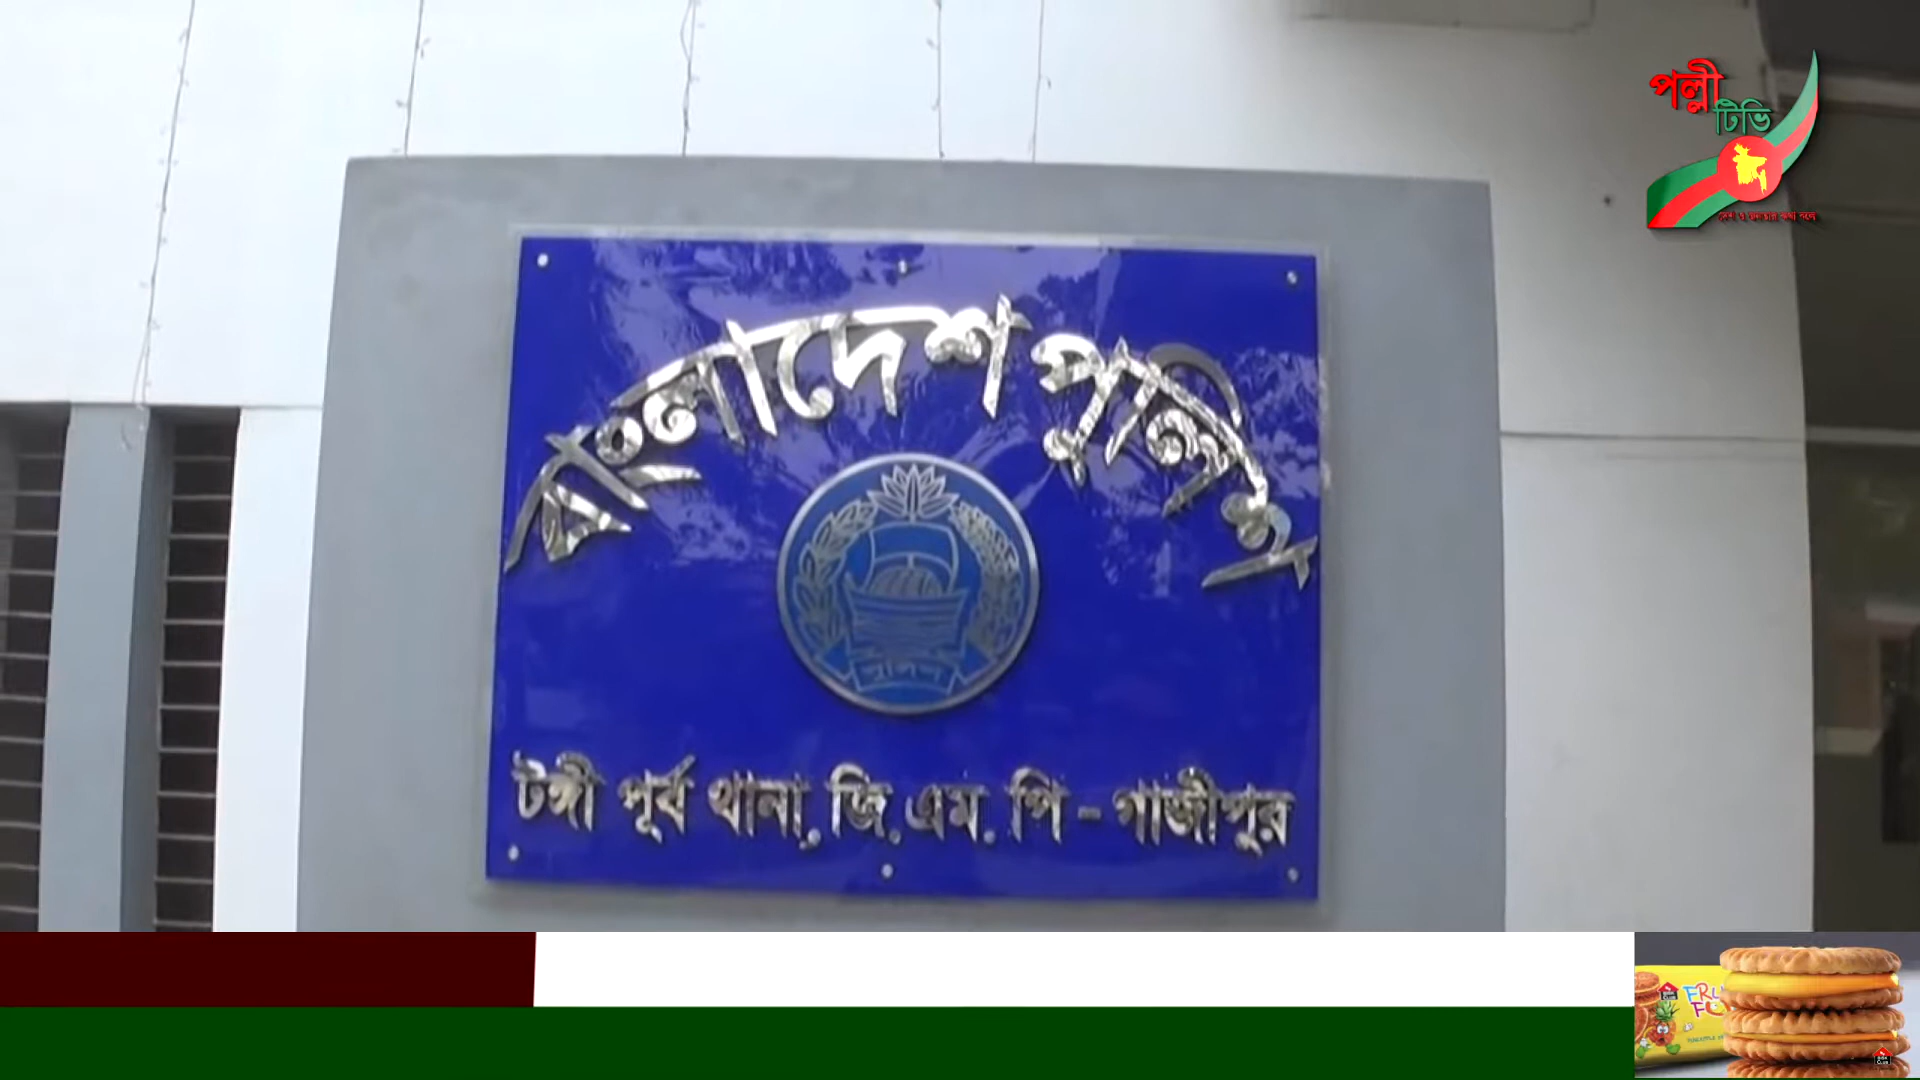 পল্লী
টিভি
বাংলাদেশ পুলিশ
পুলিশ
টঙ্গী পূর্ব থানা, জি.এম. পি - গাজীপুর